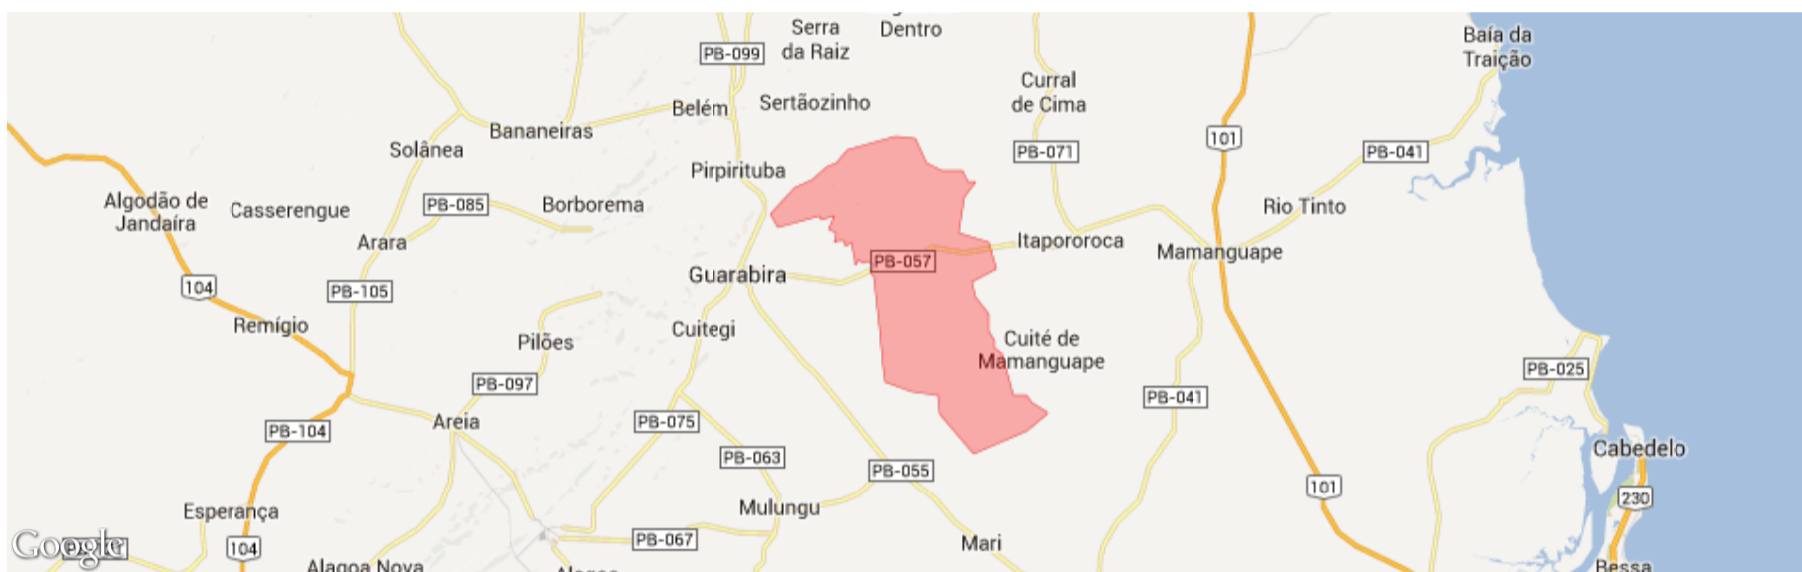 Serra
da Raiz
Dentro
Baía da
Traição
PB-099
Curral
de Cima
Belém
Sertãozinho
Bananeiras
101
Solânea
PB-071
PB-041
Pirpirituba
Algodão de
Jandaíra
Casserengue
PB-085
Borborema
Rio Tinto
Arara
Itapororoca
Mamanguape
PB-057
Guarabira
104
PB-105
Remígio
Cuitegi
Pilões
Cuité de
Mamanguape
PB-025
PB-097
PB-041
Areia
PB-075
PB-104
Cabedelo
PB-063
PB-055
101
230
Mulungu
Esperança
PB-067
Mari
Google
104
Alagoa Nova
Bessa